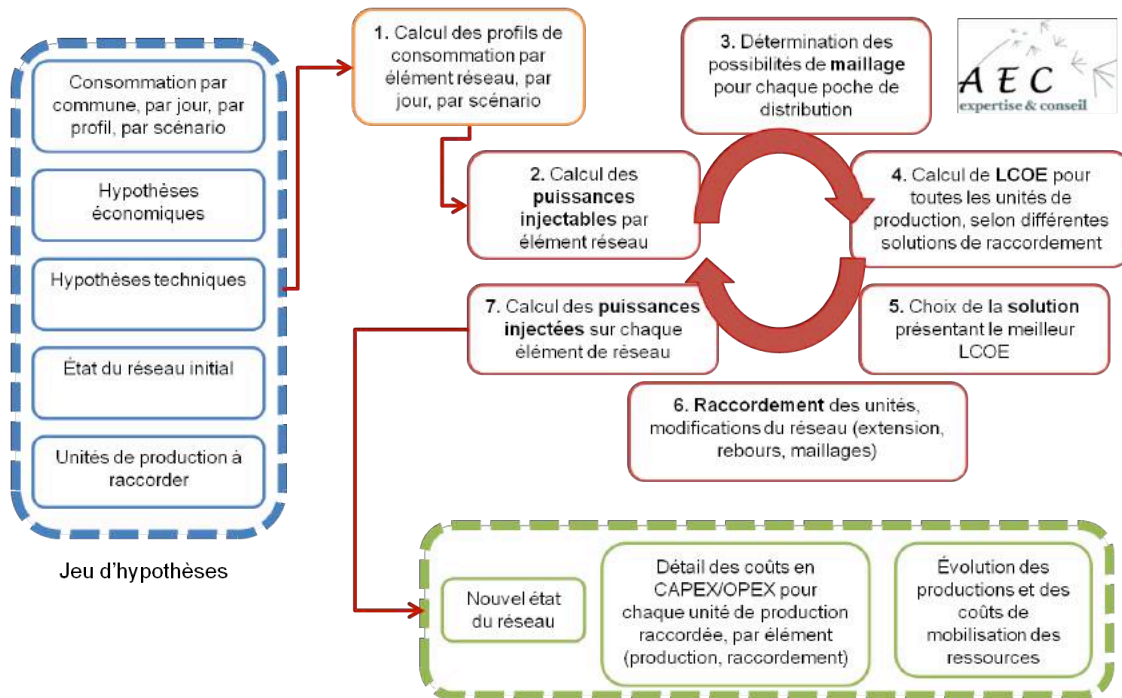 Consommation par
commune, par jour, par
profil, par scénario
Hypothèses
économiques
Hypothèses techniques
État du réseau initial
Unités de production à
raccorder
Jeu d'hypothèses
1. Calcul des profils de
consommation par
élément réseau, par
jour, par scénario
2. Calcul des
puissances
injectables par
élément réseau
3. Détermination des
possibilités de maillage
pour chaque poche de
distribution
AEC
expertise & conseil
4. Calcul de LCOE pour
toutes les unités de
production, selon différentes
solutions de raccordement
5. Choix de la solution
présentant le meilleur
LCOE
6. Raccordement des unités,
modifications du réseau (extension,
rebours, maillages)
7. Calcul des puissances
injectées sur chaque
élément de réseau
Nouvel état
du réseau
Détail des coûts en
CAPEX/OPEX pour
chaque unité de production
raccordée, par élément
(production, raccordement)
Évolution des
productions et des
coûts de
mobilisation des
ressources